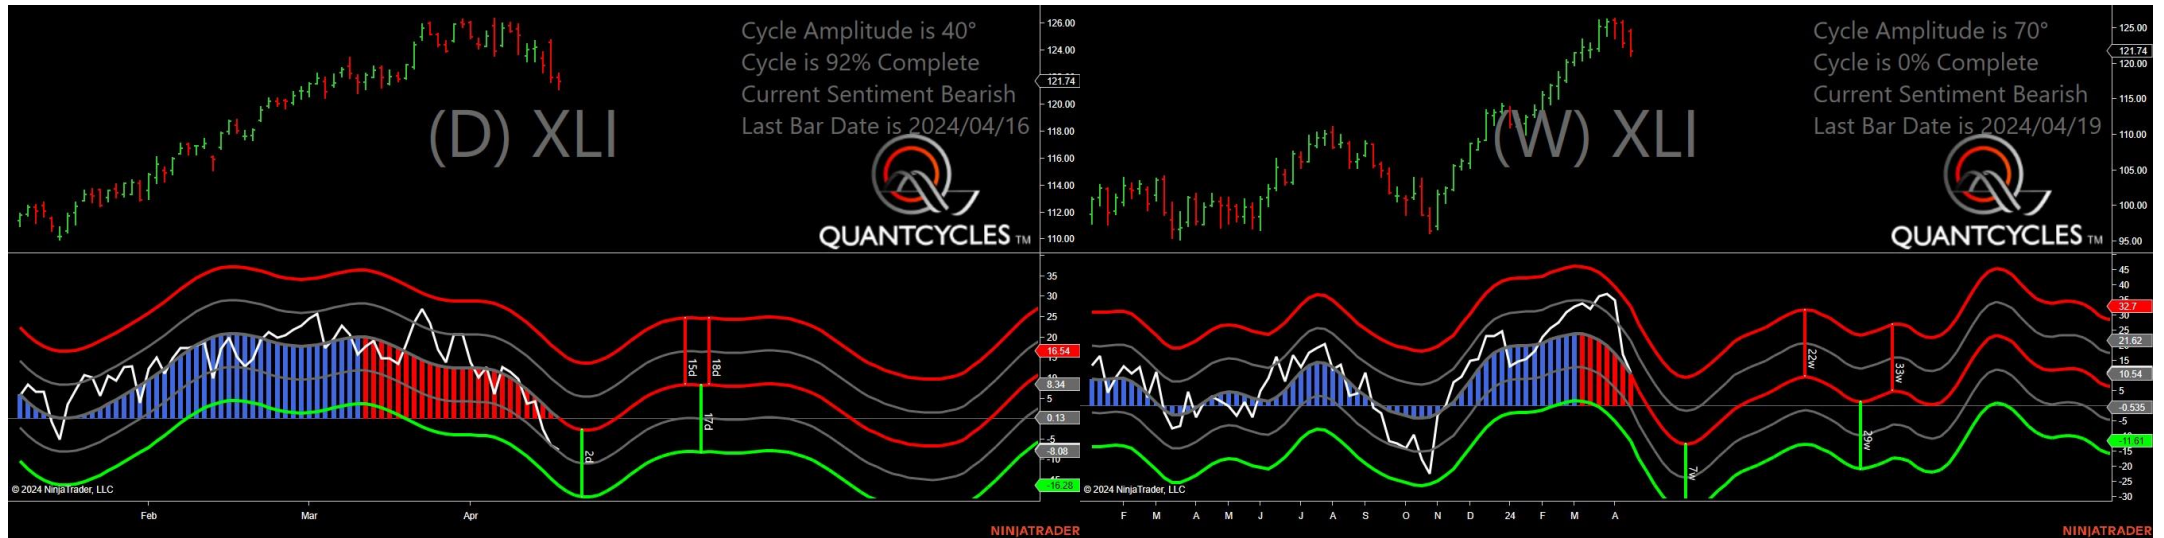 Cycle Amplitude is 40°
Cycle is 92% Complete
Current Sentiment Bearish
Last Bar Date is 2024/04/16
(D) XLI
QUANTCYCLES TM
126.00
124.00
121.74
120.00
118.00
116.00
114.00
112.00
110.00
35
30
25
20
16.54
8.34
5
0.13
-5
-8.08
-16.28
15d
18d
17d
2d
© 2024 NinjaTrader, LLC
Feb Mar Apr
NINJATRADER
Cycle Amplitude is 70°
Cycle is 0% Complete
Current Sentiment Bearish
Last Bar Date is 2024/04/19
(W) XLI
QUANTCYCLES TM
125.00
121.74
120.00
115.00
110.00
105.00
100.00
95.00
45
40
32.7
30
21.62
15
10.54
5
-0.535
-5
-11.61
-15
-20
-25
-30
22w
33w
29w
7w
© 2024 NinjaTrader, LLC
F M A M J J A S O N D 24 F M A
NINJATRADER